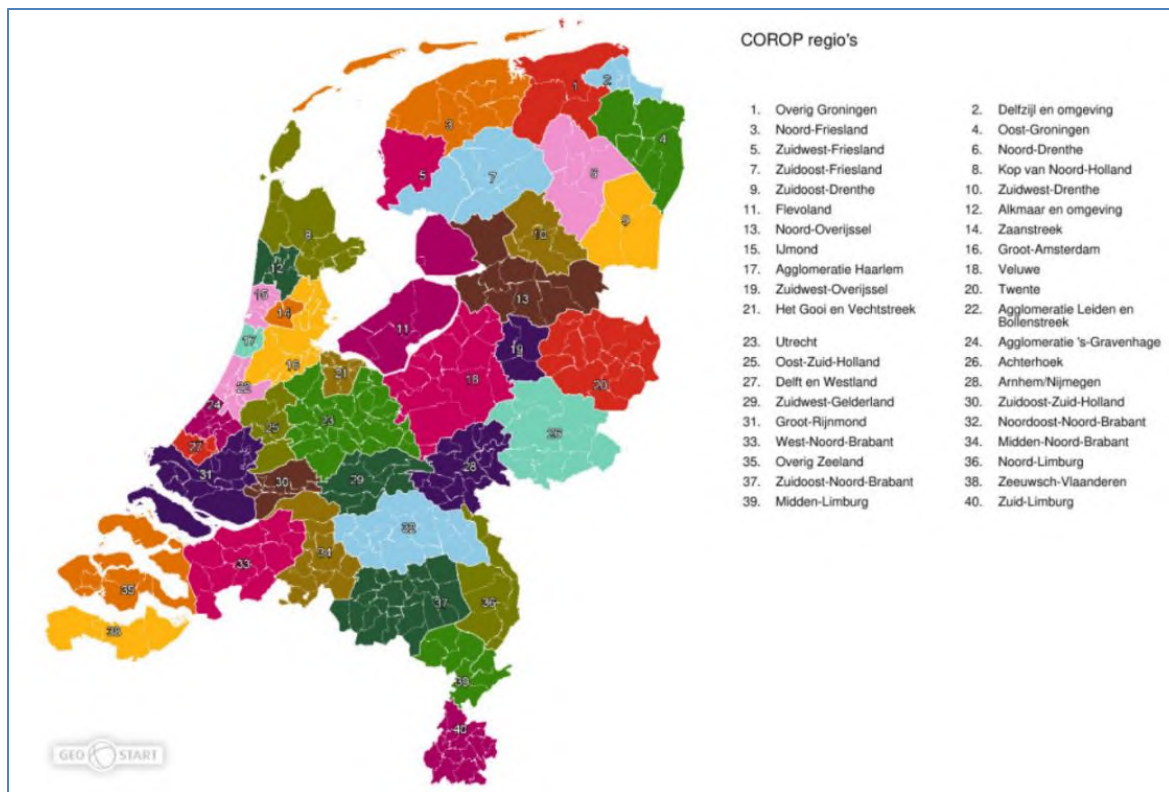 COROP regio's
1. Overig Groningen
2. Delfzijl en omgeving
3. Noord-Friesland
4. Oost-Groningen
5. Zuidwest-Friesland
6. Noord-Drenthe
7. Zuidoost-Friesland
8. Kop van Noord-Holland
9. Zuidoost-Drenthe
10. Zuidwest-Drenthe
11. Flevoland
12. Alkmaar en omgeving
13. Noord-Overijssel
14. Zaanstreek
15. IJmond
16. Groot-Amsterdam
17. Agglomeratie Haarlem
18. Veluwe
19. Zuidwest-Overijssel
20. Twente
21. Het Gooi en Vechtstreek
22. Agglomeratie Leiden en
Bollenstreek
23. Utrecht
24. Agglomeratie 's-Gravenhage
25. Oost-Zuid-Holland
26. Achterhoek
27. Delft en Westland
28. Arnhem/Nijmegen
29. Zuidwest-Gelderland
30. Zuidoost-Zuid-Holland
31. Groot-Rijnmond
32. Noordoost-Noord-Brabant
33. West-Noord-Brabant
34. Midden-Noord-Brabant
35. Overig Zeeland
36. Noord-Limburg
37. Zuidoost-Noord-Brabant
38. Zeeuwsch-Vlaanderen
39. Midden-Limburg
40. Zuid-Limburg
1
2
3
4
5
6
7
8
9
10
12
15
14
13
11
17
19
16
21
18
20
22
24
23
25
26
27
31
28
30
29
32
34
33
35
37
36
38
39
40
GEO START